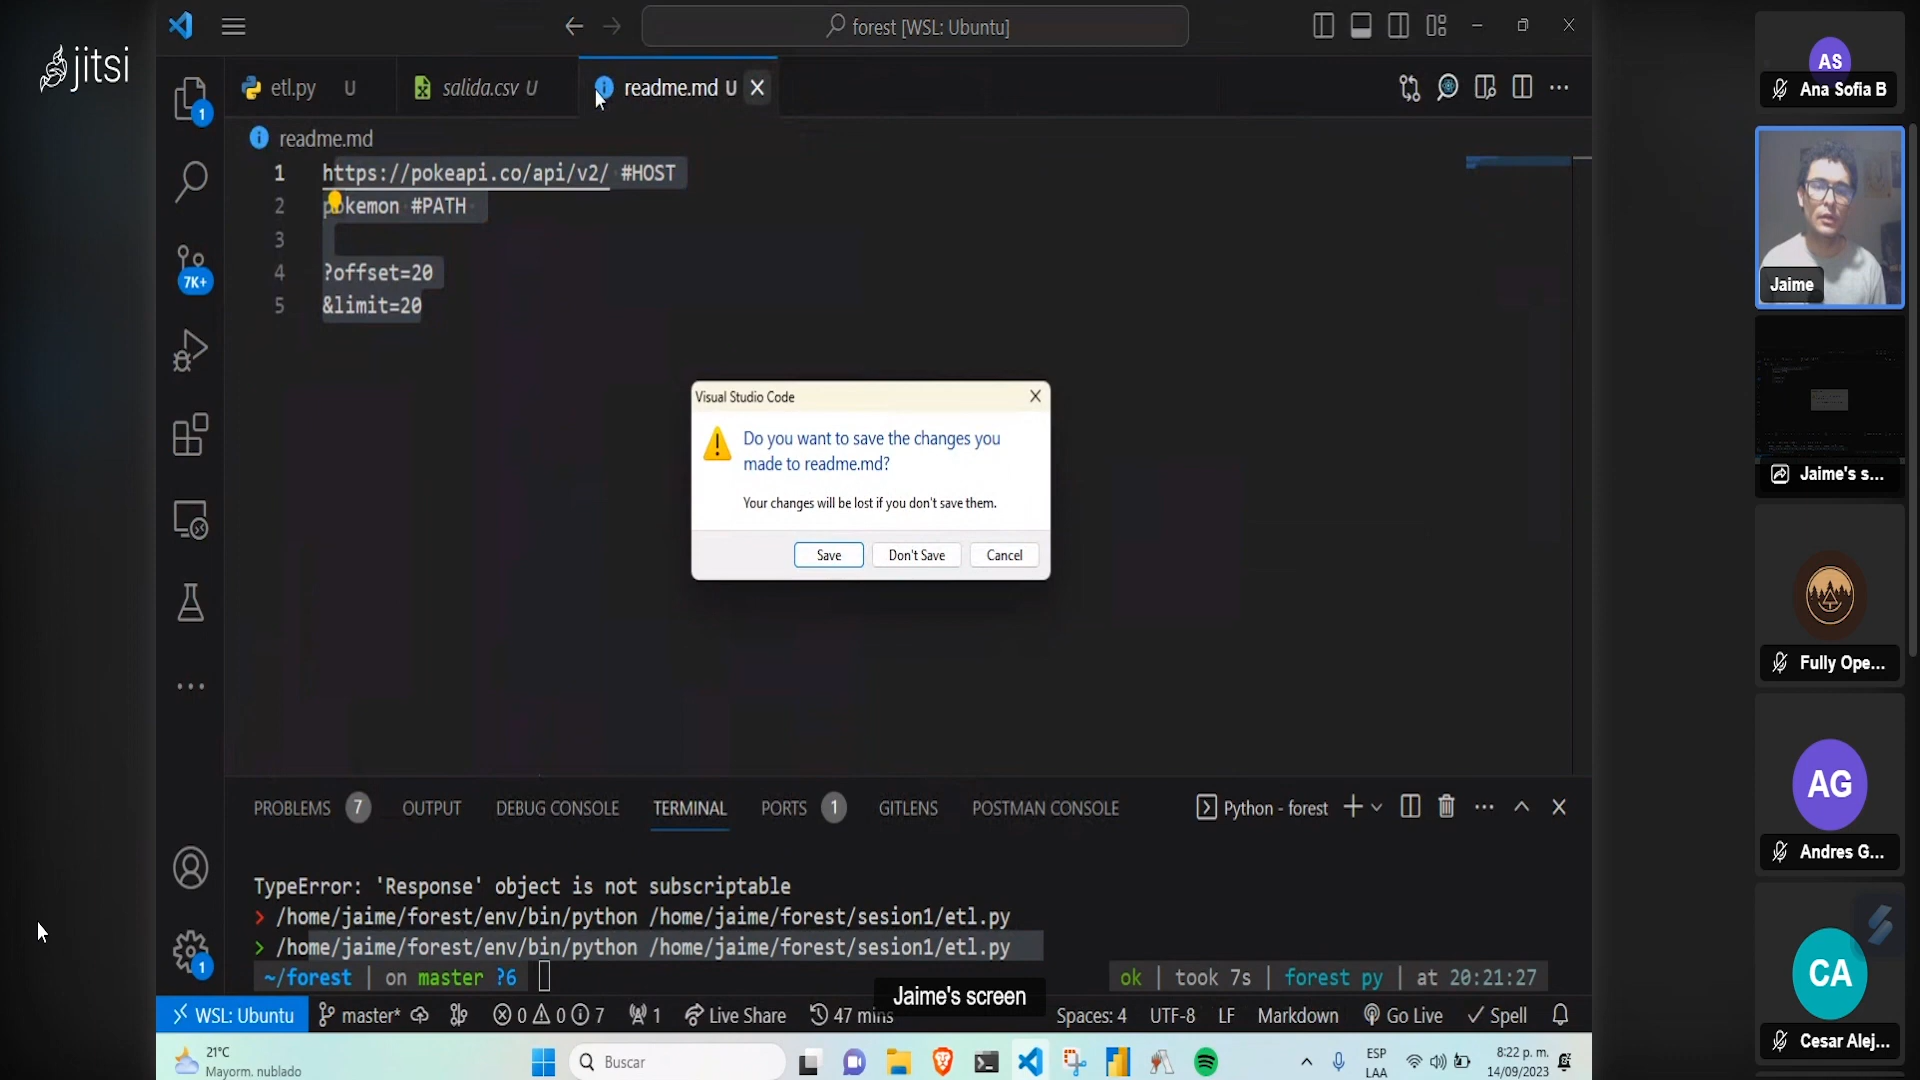 jitsi
forest [WSL: Ubuntu]
etl.py U
salida.csv U
readme.md U
1
readme.md
1 https://pokeapi.co/api/v2/ #HOST
2 pokemon #PATH
3
4 ?offset=20
5 &limit=20
7K+
Visual Studio Code
Do you want to save the changes you
made to readme.md?
Your changes will be lost if you don't save them.
Save Don't Save Cancel
PROBLEMS 7 OUTPUT DEBUG CONSOLE TERMINAL PORTS 1 GITLENS POSTMAN CONSOLE
Python - forest
TypeError: 'Response' object is not subscriptable
> /home/jaime/forest/env/bin/python /home/jaime/forest/sesion1/etl.py
> /home/jaime/forest/env/bin/python /home/jaime/forest/sesion1/etl.py
~/forest | on master ?6
ok | took 7s | forest py | at 20:21:27
1
Jaime's screen
WSL: Ubuntu master* 0 0 7 1 Live Share 47 mins
Spaces: 4 UTF-8 LF Markdown Go Live Spell
21°C
Mayorm. nublado
Buscar
ESP
LAA
8:22 p. m.
14/09/2023
AS
Ana Sofia B
Jaime
Jaime's s...
Fully Ope...
AG
Andres G...
CA
Cesar Alej...